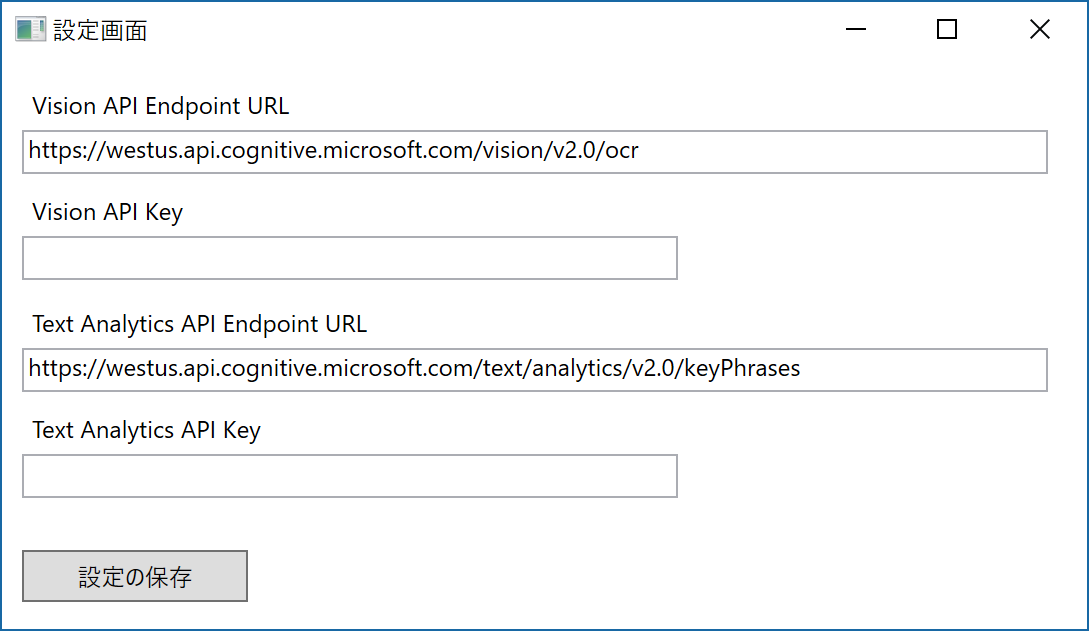 設定画面
Vision API Endpoint URL
https://westus.api.cognitive.microsoft.com/vision/v2.0/ocr
Vision API Key
Text Analytics API Endpoint URL
https://westus.api.cognitive.microsoft.com/text/analytics/v2.0/keyPhrases
Text Analytics API Key
設定の保存